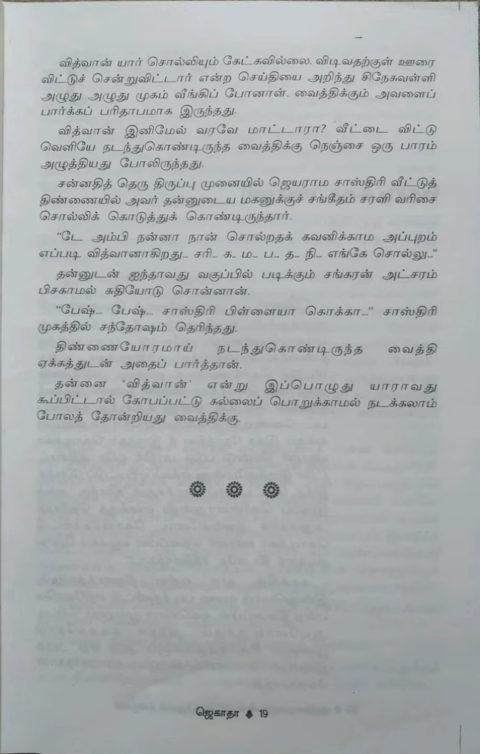 வித்வான் யார் சொல்லியும் கேட்கவில்லை. விடிவதற்குள் ஊரை
விட்டுச் சென்றுவிட்டார் என்ற செய்தியை அறிந்து சிநேகவள்ளி
அழுது அழுது முகம் வீங்கிப் போனாள். வைத்திக்கும் அவளைப்
பார்க்கப் பரிதாபமாக இருந்தது.
வித்வான் இனிமேல் வரவே மாட்டாரா? வீட்டை விட்டு
வெளியே நடந்துகொண்டிருந்த வைத்திக்கு நெஞ்சை ஒரு பாரம்
அழுத்தியது போலிருந்தது.
சன்னதித் தெரு திருப்பு முனையில் ஜெயராம சாஸ்திரி வீட்டுத்
திண்ணையில் அவர் தன்னுடைய மகனுக்குச் சங்கீதம் சரளி வரிசை
சொல்லிக் கொடுத்துக் கொண்டிருந்தார்.
“டே அம்பி நன்னா நான் சொல்றதக் கவனிக்காம அப்புறம்
எப்படி வித்வானாகிறது.. சரி.. க. ம. ப.. த.. நி.. எங்கே சொல்லு..”
தன்னுடன் ஐந்தாவது வகுப்பில் படிக்கும் சங்கரன் அட்சரம்
பிசகாமல் சுதியோடு சொன்னான்.
“பேஷ்.. பேஷ்.. சாஸ்திரி பிள்ளையா கொக்கா...” சாஸ்திரி
முகத்தில் சந்தோஷம் தெரிந்தது.
திண்ணையோரமாய் நடந்துகொண்டிருந்த வைத்தி
ஏக்கத்துடன் அதைப் பார்த்தான்.
தன்னை ‘வித்வான்’ என்று இப்பொழுது யாராவது
கூப்பிட்டால் கோபப்பட்டு கல்லைப் பொறுக்காமல் நடக்கலாம்
போலத் தோன்றியது வைத்திக்கு.
ஜெகாதா 19